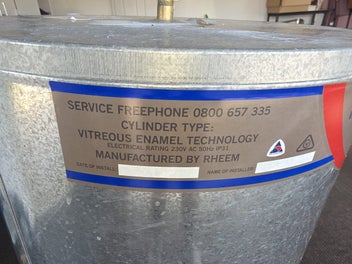 SERVICE FREEPHONE 0800 657 335
CYLINDER TYPE:
VITREOUS ENAMEL TECHNOLOGY
ELECTRICAL RATING 230V AC 50Hz IP31
MANUFACTURED BY RHEEM
DATE OF INSTALL
NAME OF INSTALLER